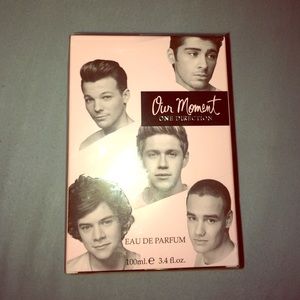 Our Moment
ONE DIRECTION
EAU DE PARFUM
100ml.e 3.4 fl.oz.